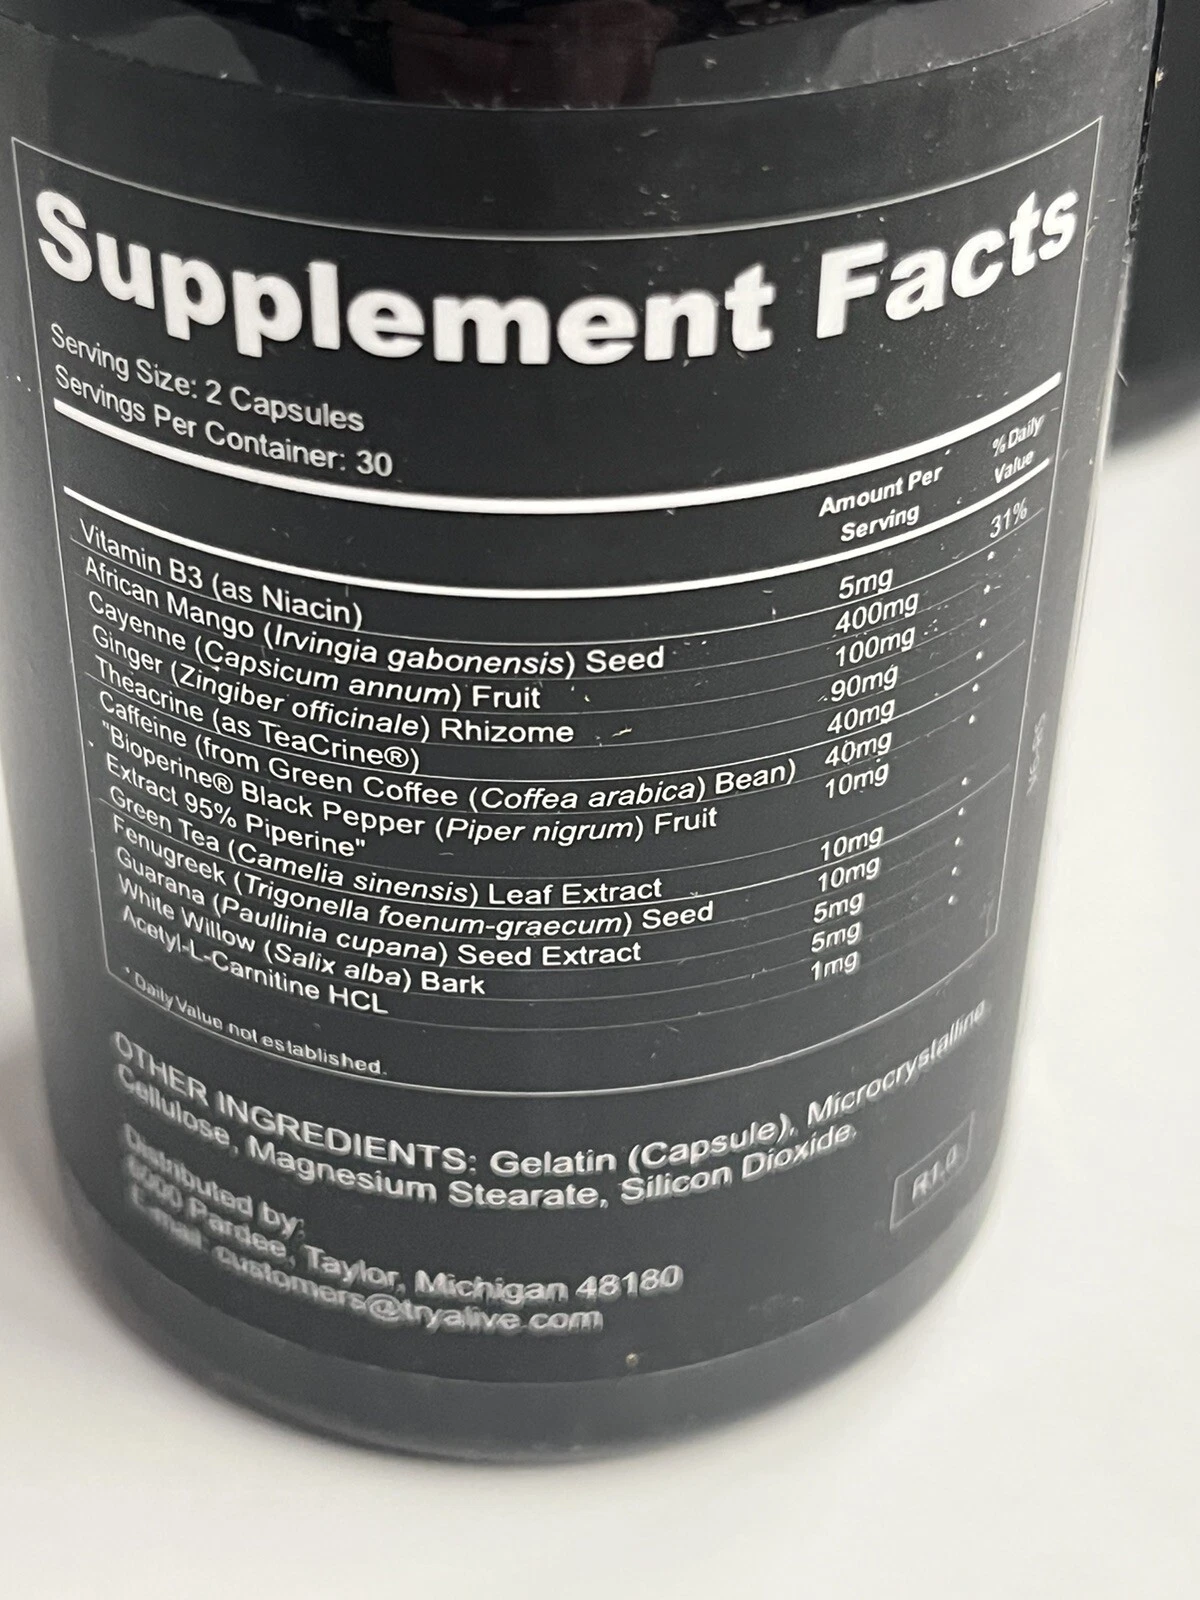 Supplement Facts
Serving Size: 2 Capsules
Servings Per Container: 30
Amount Per Serving % Daily Value
Vitamin B3 (as Niacin) 5mg 31%
African Mango (Irvingia gabonensis) Seed 400mg *
Cayenne (Capsicum annum) Fruit 100mg *
Ginger (Zingiber officinale) Rhizome 90mg *
Theacrine (as TeaCrine®) 40mg *
Caffeine (from Green Coffee (Coffea arabica) Bean) 40mg *
"Bioperine® Black Pepper (Piper nigrum) Fruit 10mg *
Extract 95% Piperine"
Green Tea (Camelia sinensis) Leaf Extract 10mg *
Fenugreek (Trigonella foenum-graecum) Seed 10mg *
Guarana (Paullinia cupana) Seed Extract 5mg *
White Willow (Salix alba) Bark 5mg *
Acetyl-L-Carnitine HCL 1mg *
* Daily Value not established.
OTHER INGREDIENTS: Gelatin (Capsule), Microcrystalline
Cellulose, Magnesium Stearate, Silicon Dioxide.
Distributed by:
Pardee, Taylor, Michigan 48180
E-mail: customers@tryalive.com
R1.0